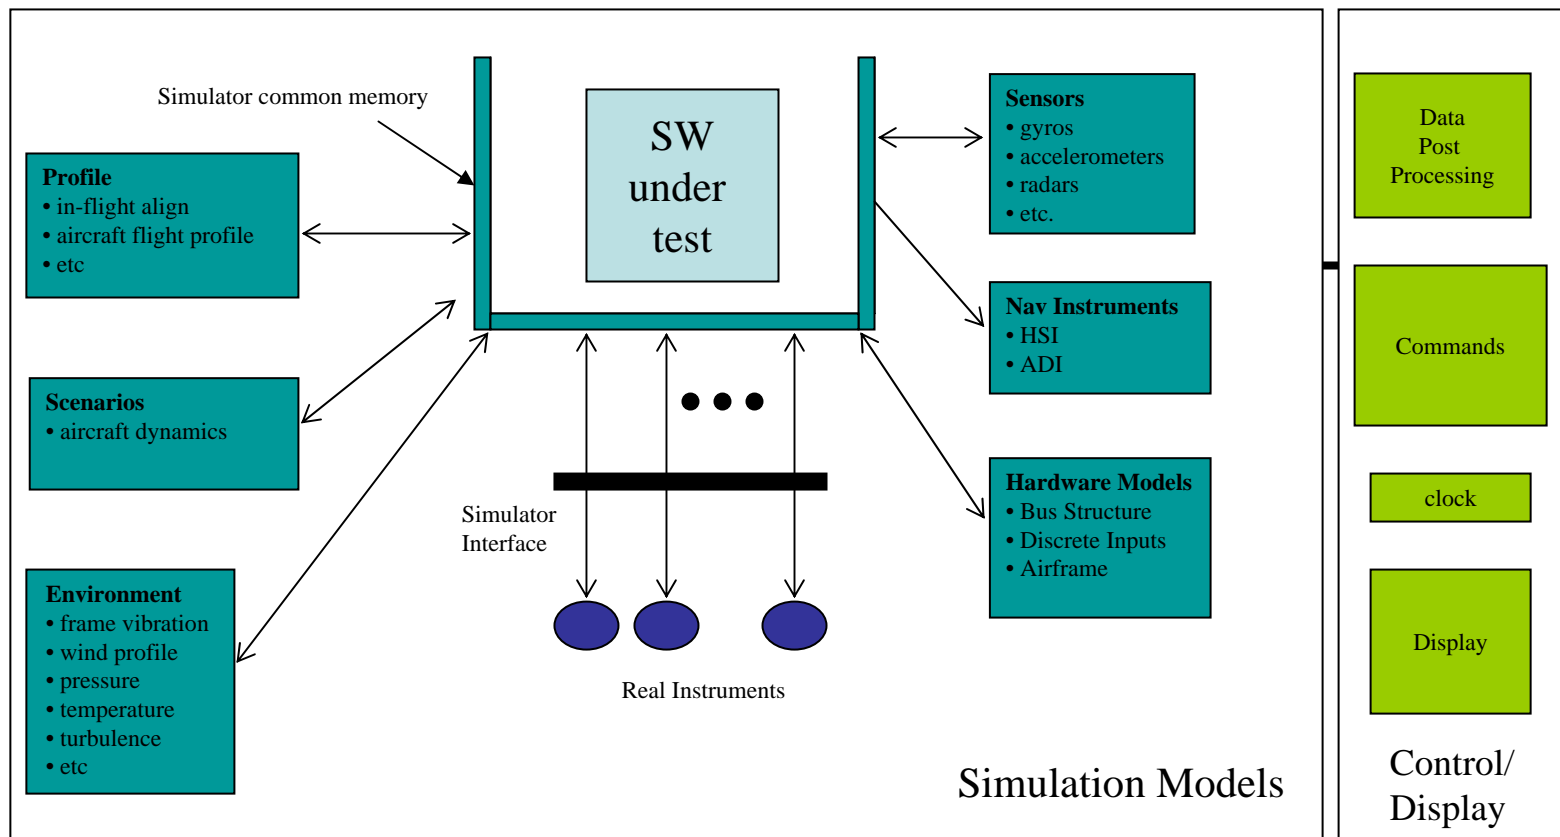 Simulator common memory
Profile
• in-flight align
• aircraft flight profile
• etc
Scenarios
• aircraft dynamics
Environment
• frame vibration
• wind profile
• pressure
• temperature
• turbulence
• etc
SW
under
test
Simulator
Interface
Real Instruments
Sensors
• gyros
• accelerometers
• radars
• etc.
Nav Instruments
• HSI
• ADI
Hardware Models
• Bus Structure
• Discrete Inputs
• Airframe
Simulation Models
Data
Post
Processing
Commands
clock
Display
Control/
Display